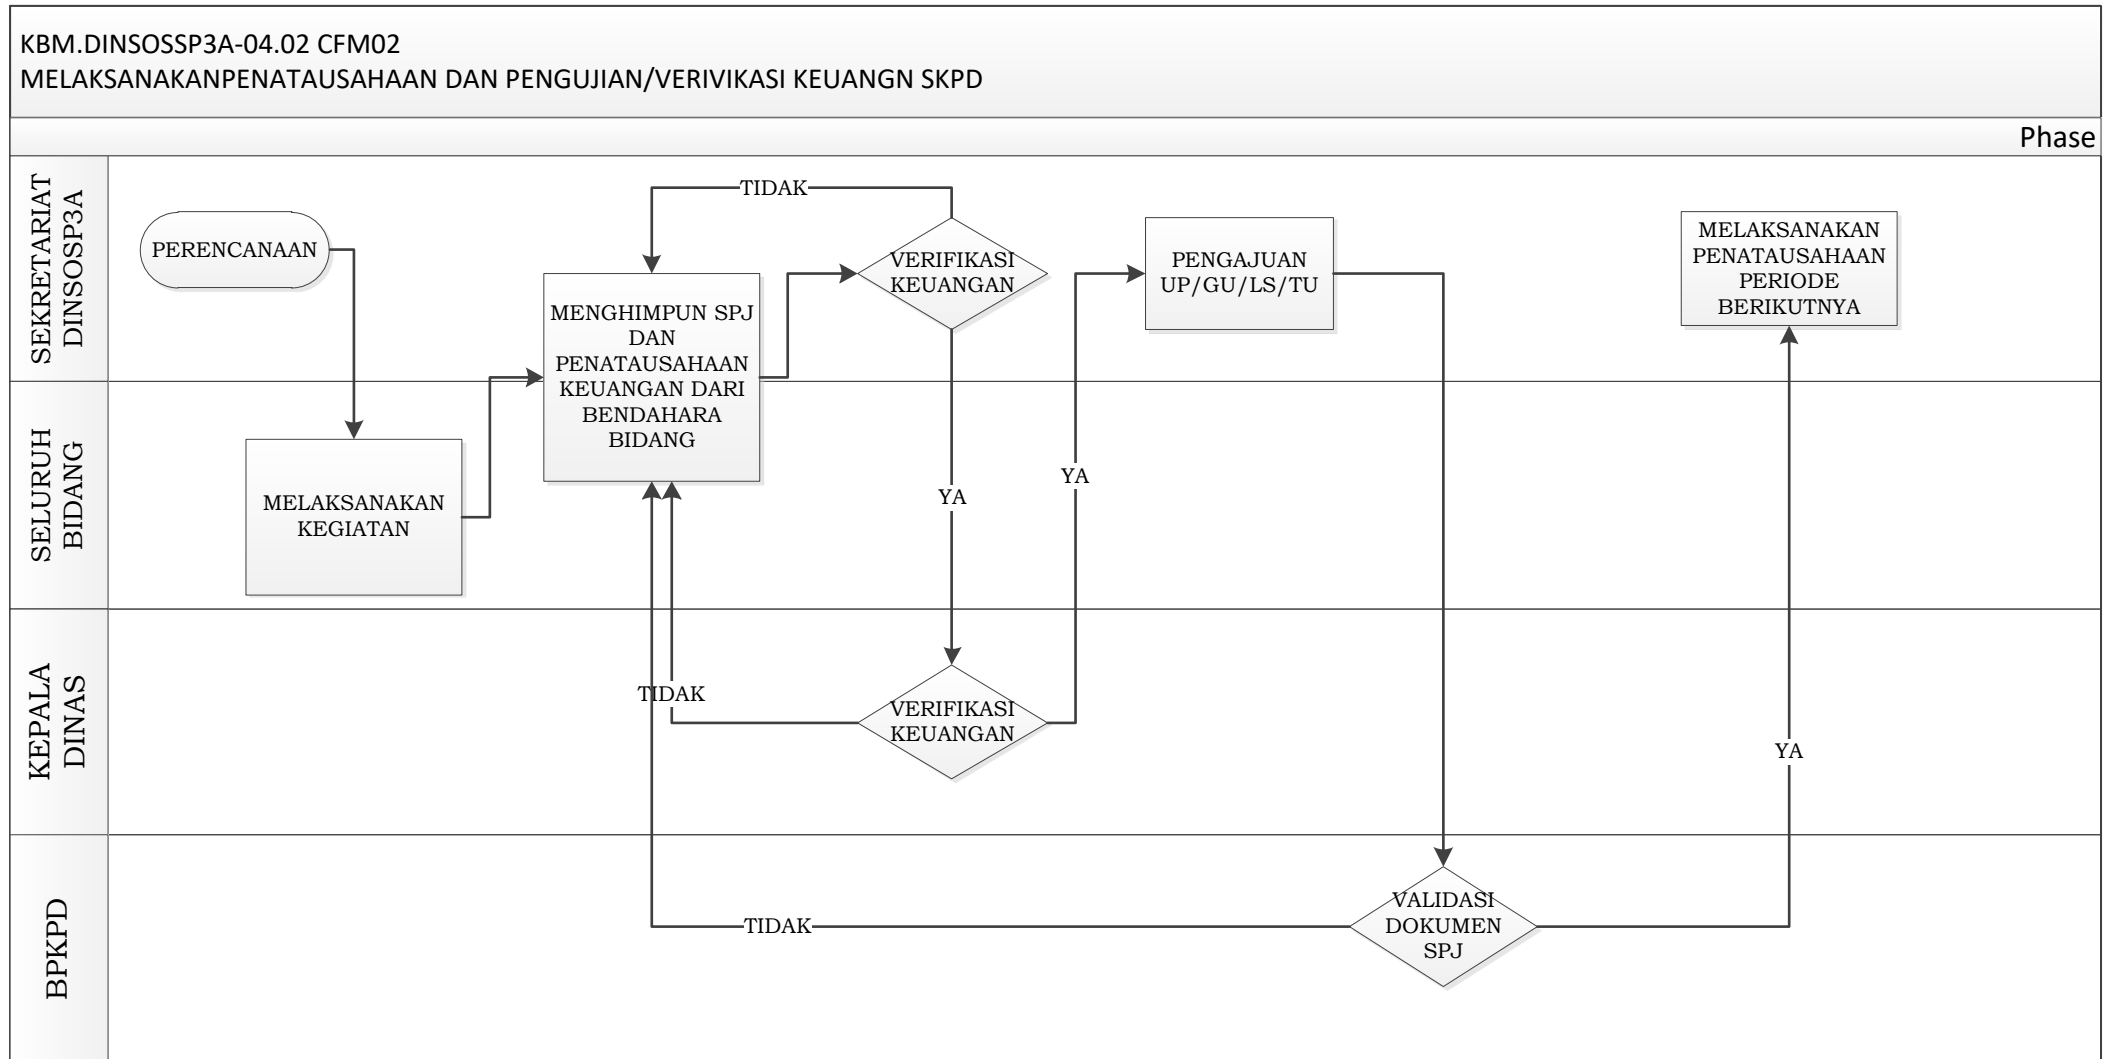 KBM.DINSOSSP3A-04.02 CFM02
MELAKSANAKANPENATAUSAHAAN DAN PENGUJIAN/VERIVIKASI KEUANGN SKPD
Phase
SEKRETARIAT
DINSOSP3A
PERENCANAAN
TIDAK
MENGHIMPUN SPJ
DAN
PENATAUSAHAAN
KEUANGAN DARI
BENDAHARA
BIDANG
VERIFIKASI
KEUANGAN
PENGAJUAN
UP/GU/LS/TU
MELAKSANAKAN
PENATAUSAHAAN
PERIODE
BERIKUTNYA
SELURUH
BIDANG
MELAKSANAKAN
KEGIATAN
YA
YA
KEPALA
DINAS
TIDAK
VERIFIKASI
KEUANGAN
YA
BPKPD
TIDAK
VALIDASI
DOKUMEN
SPJ